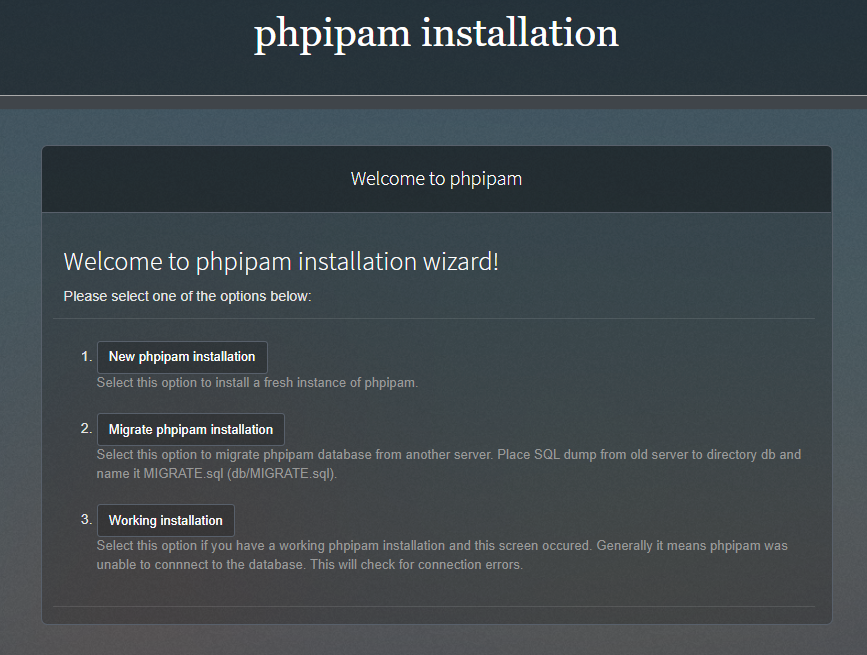 phpipam installation
Welcome to phpipam
Welcome to phpipam installation wizard!
Please select one of the options below:
1. New phpipam installation
Select this option to install a fresh instance of phpipam.
2. Migrate phpipam installation
Select this option to migrate phpipam database from another server. Place SQL dump from old server to directory db and
name it MIGRATE.sql (db/MIGRATE.sql).
3. Working installation
Select this option if you have a working phpipam installation and this screen occured. Generally it means phpipam was
unable to connnect to the database. This will check for connection errors.